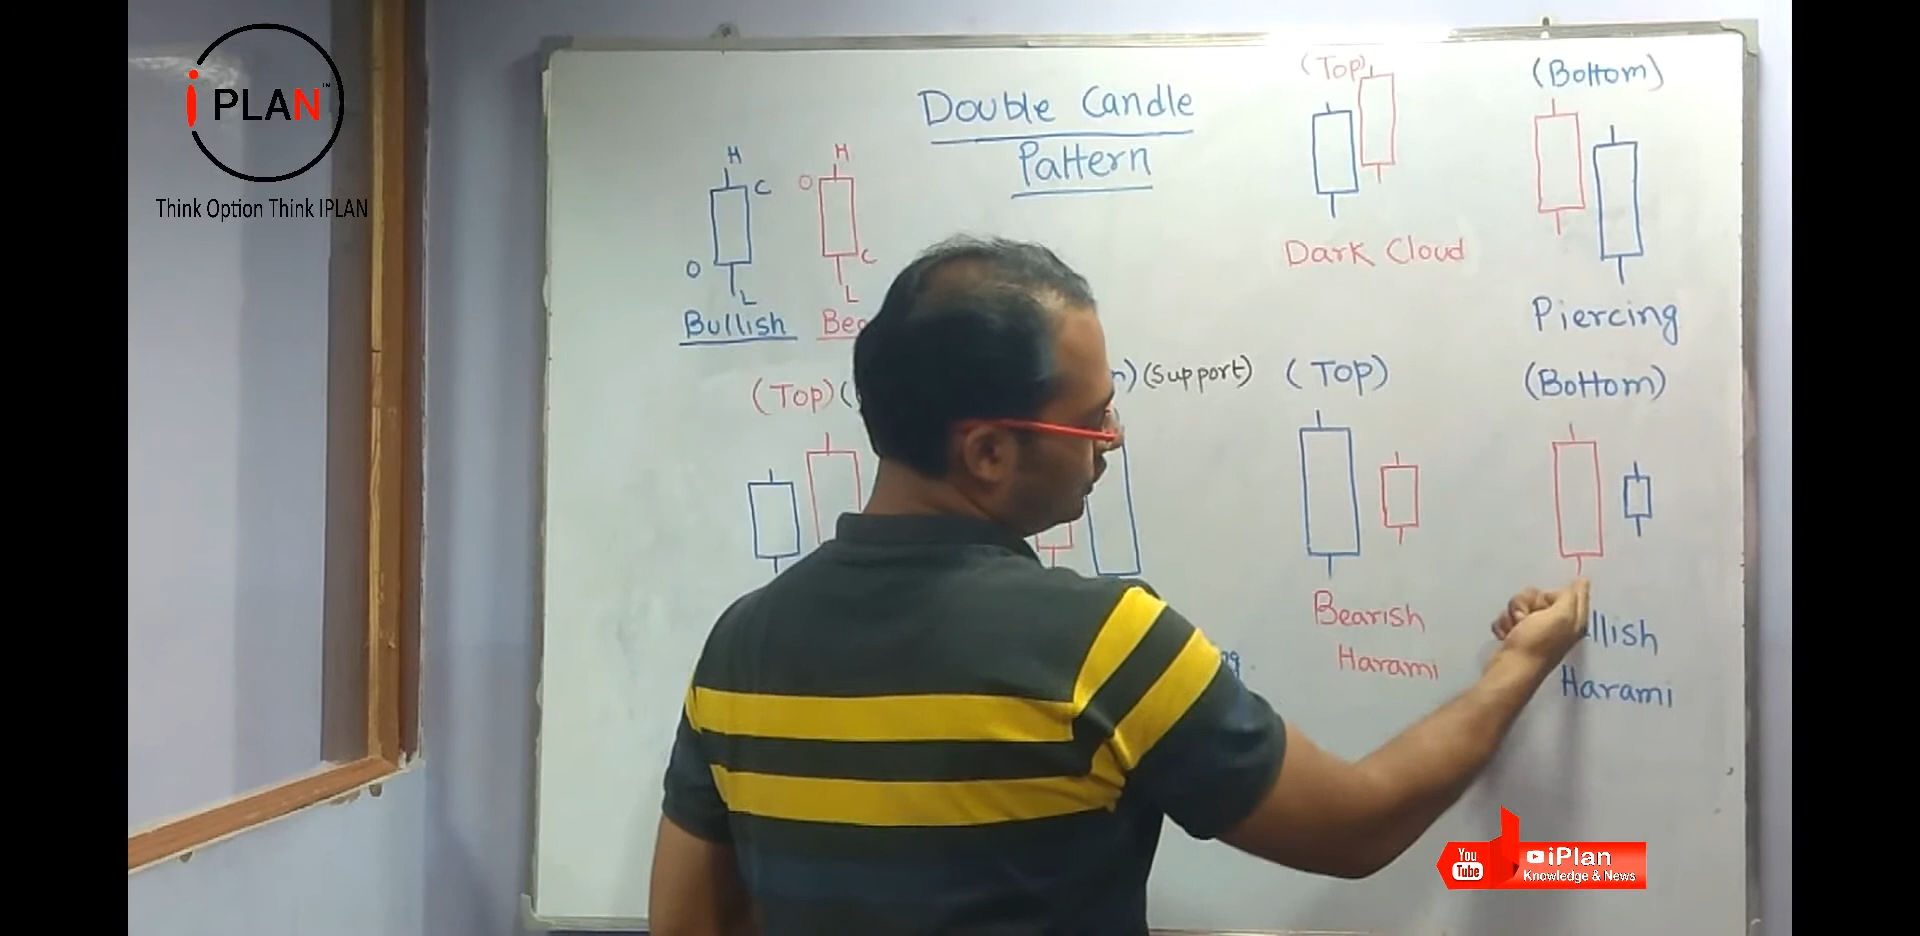 i PLAN™
Think Option Think IPLAN
Double Candle
Pattern
H
C
O
L
Bullish
H
O
C
L
(Top)
Dark Cloud
(Bottom)
Piercing
(Top)
(Support)
(Top)
Bearish
Harami
(Bottom)
Harami
You
Tube
iPlan
Knowledge & News